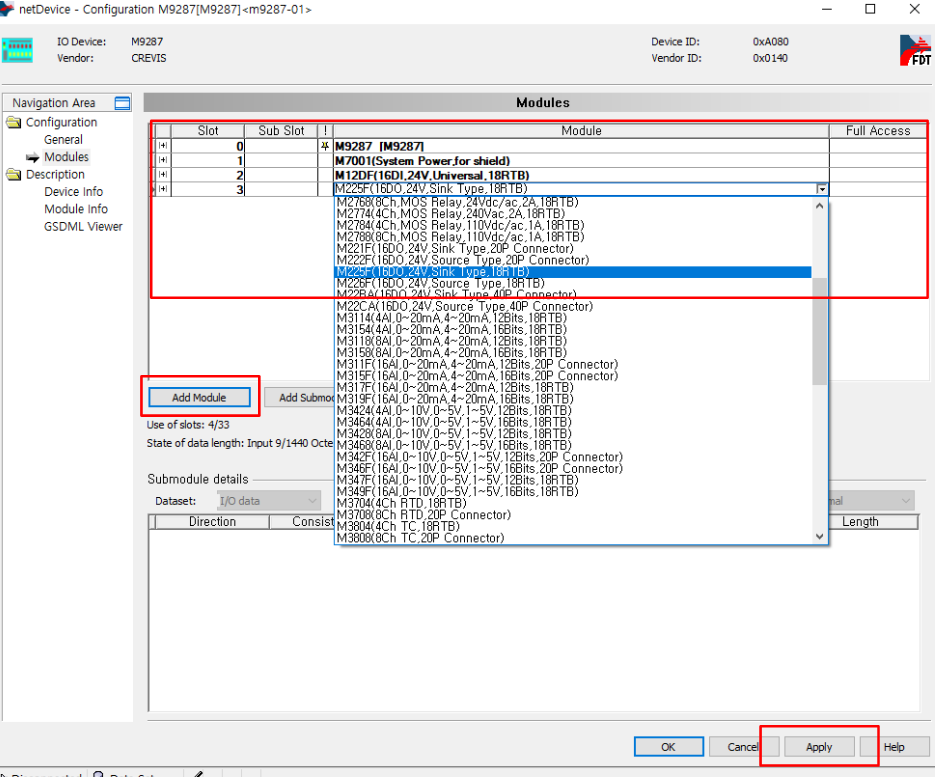 netDevice - Configuration M9287[M9287]<m9287-01>
IO Device: M9287 Device ID: 0xA080
Vendor: CREVIS Vendor ID: 0x0140
FDT
Navigation Area
Modules
Configuration
General
Modules
Description
Device Info
Module Info
GSDML Viewer
Slot Sub Slot ! Module Full Access
0 M9287 [M9287]
1 M7001(System Power,for shield)
2 M12DF(16DI,24V,Universal,18RTB)
3 M225F(16DO,24V,Sink Type,18RTB)
M2768(8Ch,MOS Relay,24Vdc/ac,2A,18RTB)
M2774(4Ch,MOS Relay,240Vac,2A,18RTB)
M2784(4Ch,MOS Relay,110Vdc/ac,1A,18RTB)
M2788(8Ch,MOS Relay,110Vdc/ac,1A,18RTB)
M221F(16DO,24V,Sink Type,20P Connector)
M222F(16DO,24V,Source Type,20P Connector)
M225F(16DO,24V,Sink Type,18RTB)
M226F(16DO,24V,Source Type,18RTB)
M22BA(16DO,24V,Sink Type,40P Connector)
M22CA(16DO,24V,Source Type,40P Connector)
M3114(4AI,0~20mA,4~20mA,12Bits,18RTB)
M3154(4AI,0~20mA,4~20mA,16Bits,18RTB)
M3118(8AI,0~20mA,4~20mA,12Bits,18RTB)
M3158(8AI,0~20mA,4~20mA,16Bits,18RTB)
M311F(16AI,0~20mA,4~20mA,12Bits,20P Connector)
M315F(16AI,0~20mA,4~20mA,16Bits,20P Connector)
M317F(16AI,0~20mA,4~20mA,12Bits,18RTB)
M319F(16AI,0~20mA,4~20mA,16Bits,18RTB)
M3424(4AI,0~10V,0~5V,1~5V,12Bits,18RTB)
M3464(4AI,0~10V,0~5V,1~5V,16Bits,18RTB)
M3428(8AI,0~10V,0~5V,1~5V,12Bits,18RTB)
M3468(8AI,0~10V,0~5V,1~5V,16Bits,18RTB)
M342F(16AI,0~10V,0~5V,1~5V,12Bits,20P Connector)
M346F(16AI,0~10V,0~5V,1~5V,16Bits,20P Connector)
M347F(16AI,0~10V,0~5V,1~5V,12Bits,18RTB)
M349F(16AI,0~10V,0~5V,1~5V,16Bits,18RTB)
M3704(4Ch RTD,18RTB)
M3708(8Ch RTD,20P Connector)
M3804(4Ch TC,18RTB)
M3808(8Ch TC,20P Connector)
Add Module Add Submo
Use of slots: 4/33
State of data length: Input 9/1440 Octe
Submodule details
Dataset: I/O data
Direction Consist Length
OK Cancel Apply Help